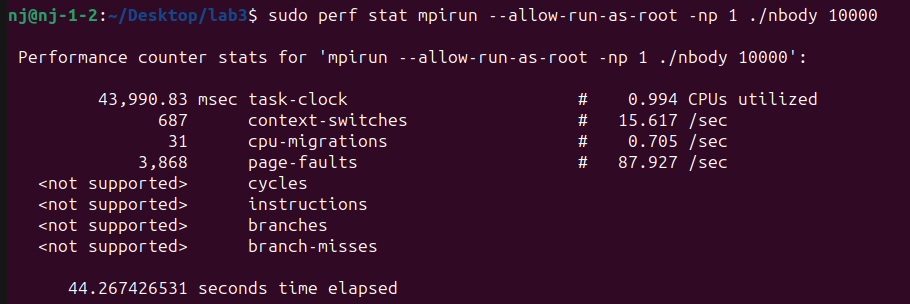 nj@nj-1-2:~/Desktop/lab3$ sudo perf stat mpirun --allow-run-as-root -np 1 ./nbody 10000
Performance counter stats for 'mpirun --allow-run-as-root -np 1 ./nbody 10000':
43,990.83 msec task-clock # 0.994 CPUs utilized
687 context-switches # 15.617 /sec
31 cpu-migrations # 0.705 /sec
3,868 page-faults # 87.927 /sec
<not supported> cycles
<not supported> instructions
<not supported> branches
<not supported> branch-misses
44.267426531 seconds time elapsed